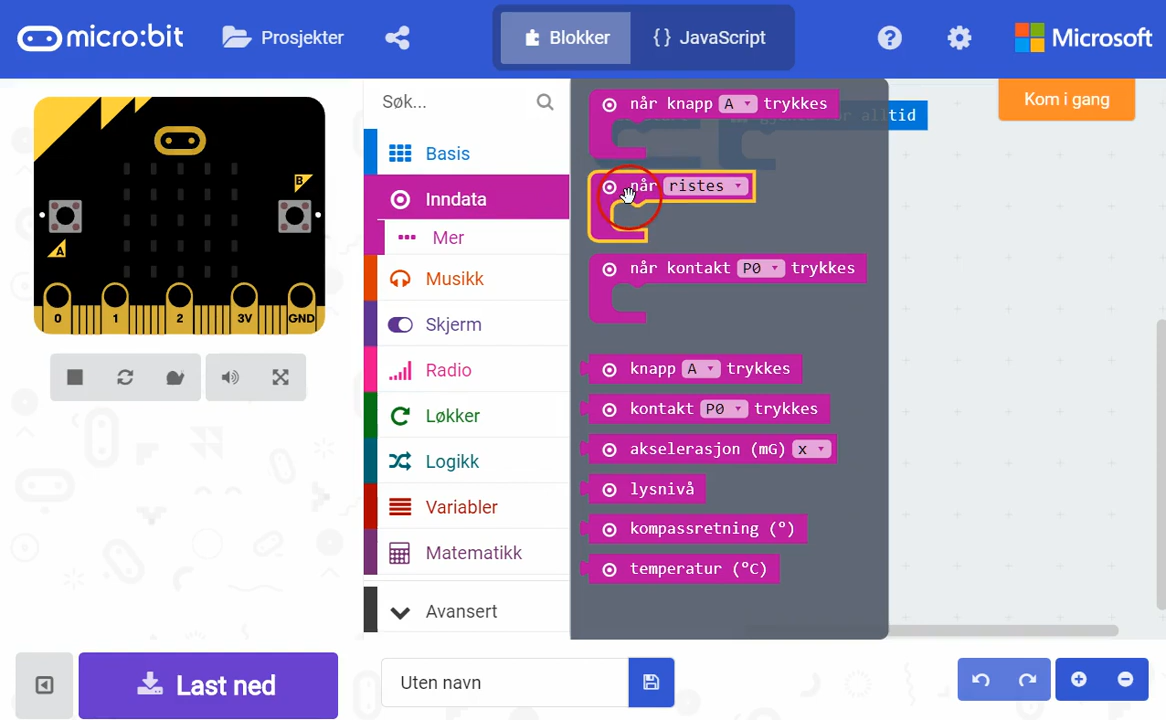 micro:bit
Prosjekter
Blokker
{ } JavaScript
Microsoft
Kom i gang
B
A
0 1 2 3V GND
Søk...
Basis
Inndata
Mer
Musikk
Skjerm
Radio
Løkker
Logikk
Variabler
Matematikk
Avansert
når knapp A trykkes
alltid
når ristes
når kontakt P0 trykkes
knapp A trykkes
kontakt P0 trykkes
akselerasjon (mG) x
lysnivå
kompassretning (º)
temperatur (ºC)
Last ned
Uten navn